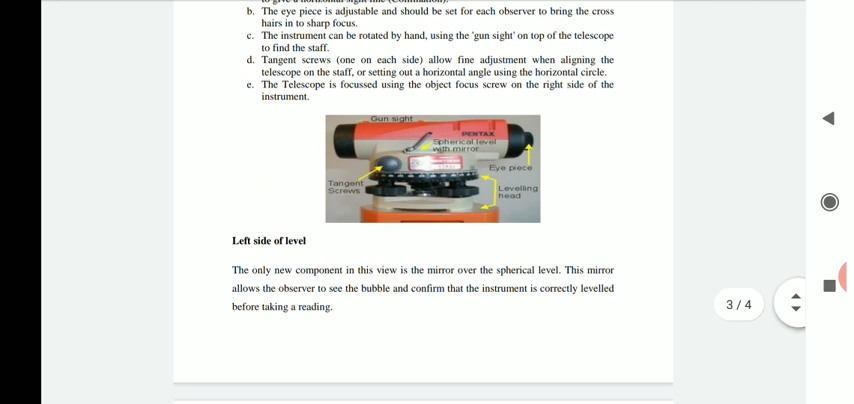 b. The eye piece is adjustable and should be set for each observer to bring the cross
hairs in to sharp focus.
c. The instrument can be rotated by hand, using the 'gun sight' on top of the telescope
to find the staff.
d. Tangent screws (one on each side) allow fine adjustment when aligning the
telescope on the staff, or setting out a horizontal angle using the horizontal circle.
e. The Telescope is focussed using the object focus screw on the right side of the
instrument.
Gun sight
PENTAX
Spherical level
with mirror
Eye piece
Tangent
Screws
Levelling
head
Left side of level
The only new component in this view is the mirror over the spherical level. This mirror
allows the observer to see the bubble and confirm that the instrument is correctly levelled
before taking a reading.
3 / 4